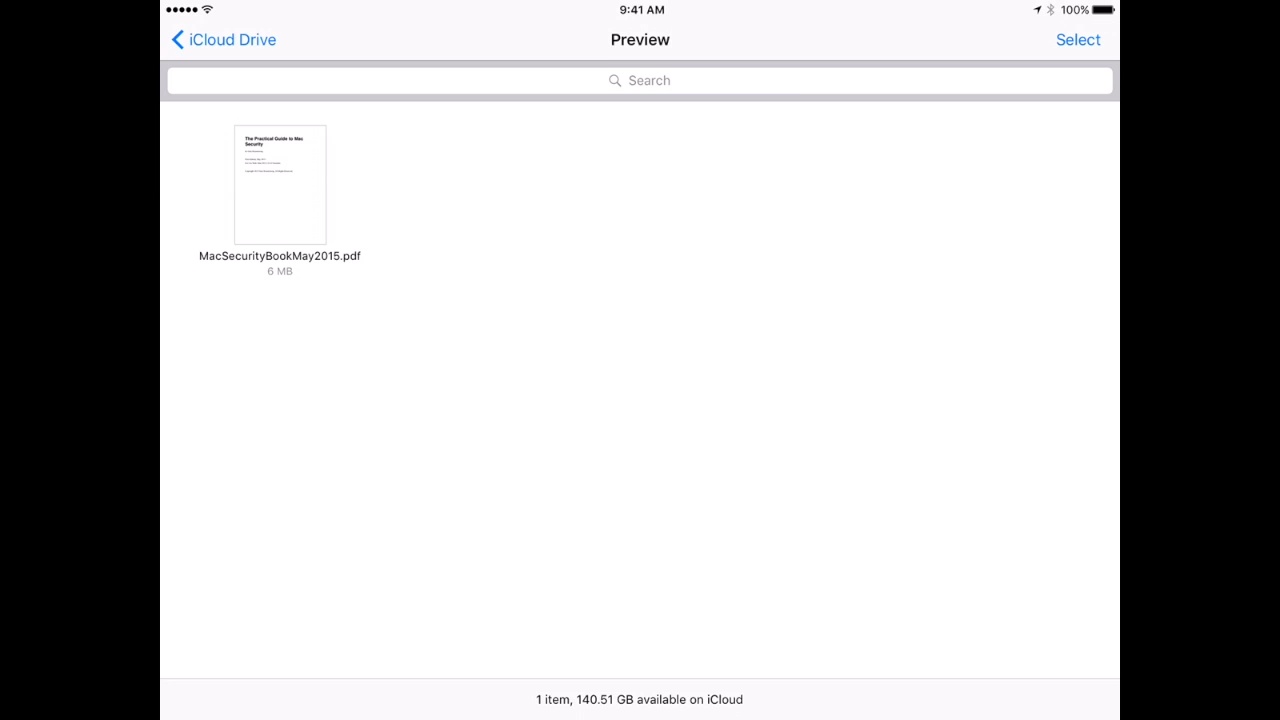 9:41 AM
100%
iCloud Drive
Preview
Select
Search
The Practical Guide to Mac
Security
MacSecurityBookMay2015.pdf
6 MB
1 item, 140.51 GB available on iCloud